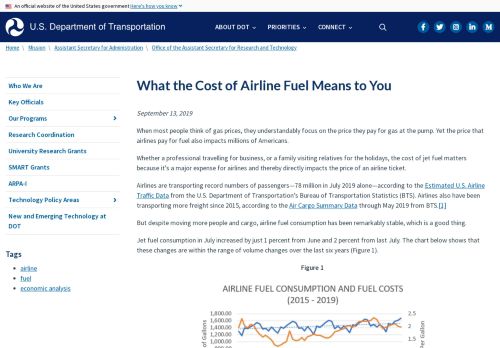 An official website of the United States government Here's how you know
U.S. Department of Transportation
ABOUT DOT
PRIORITIES
CONNECT
Home \ Mission \ Assistant Secretary for Administration \ Office of the Assistant Secretary for Research and Technology
Who We Are
Key Officials
Our Programs
Research Coordination
University Research Grants
SMART Grants
ARPA-I
Technology Policy Areas
New and Emerging Technology at
DOT
Tags
airline
fuel
economic analysis
What the Cost of Airline Fuel Means to You
September 13, 2019
When most people think of gas prices, they understandably focus on the price they pay for gas at the pump. Yet the price that
airlines pay for fuel also impacts millions of Americans.
Whether a professional travelling for business, or a family visiting relatives for the holidays, the cost of jet fuel matters
because it's a major expense for airlines and thereby directly impacts the price of an airline ticket.
Airlines are transporting record numbers of passengers—78 million in July 2019 alone—according to the Estimated U.S. Airline
Traffic Data from the U.S. Department of Transportation's Bureau of Transportation Statistics (BTS). Airlines also have been
transporting more freight since 2015, according to the Air Cargo Summary Data through May 2019 from BTS.[1]
But despite moving more people and cargo, airline fuel consumption has been remarkably stable, which is a good thing.
Jet fuel consumption in July increased by just 1 percent from June and 2 percent from last July. The chart below shows that
these changes are within the range of volume changes over the last six years (Figure 1).
Figure 1
AIRLINE FUEL CONSUMPTION AND FUEL COSTS
(2015 - 2019)
1,800.00
1,600.00
1,400.00
1,200.00
1,000.00
800.00
of Gallons
2.5
2
1.5
Per Gallon